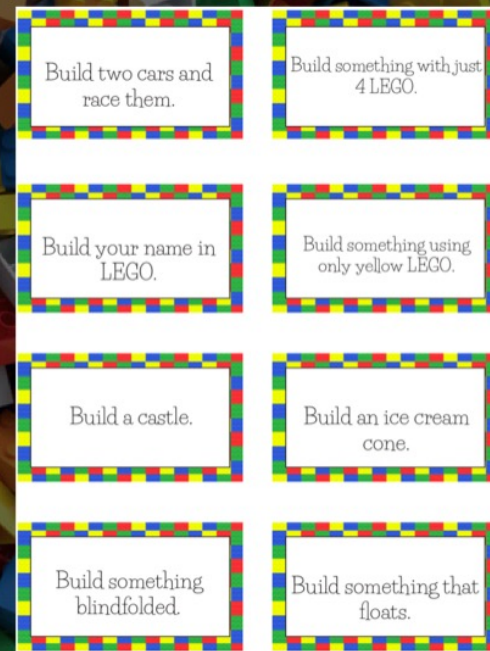 Build two cars and
race them.
Build something with just
4 LEGO.
Build your name in
LEGO.
Build something using
only yellow LEGO.
Build a castle.
Build an ice cream
cone.
Build something
blindfolded.
Build something that
floats.